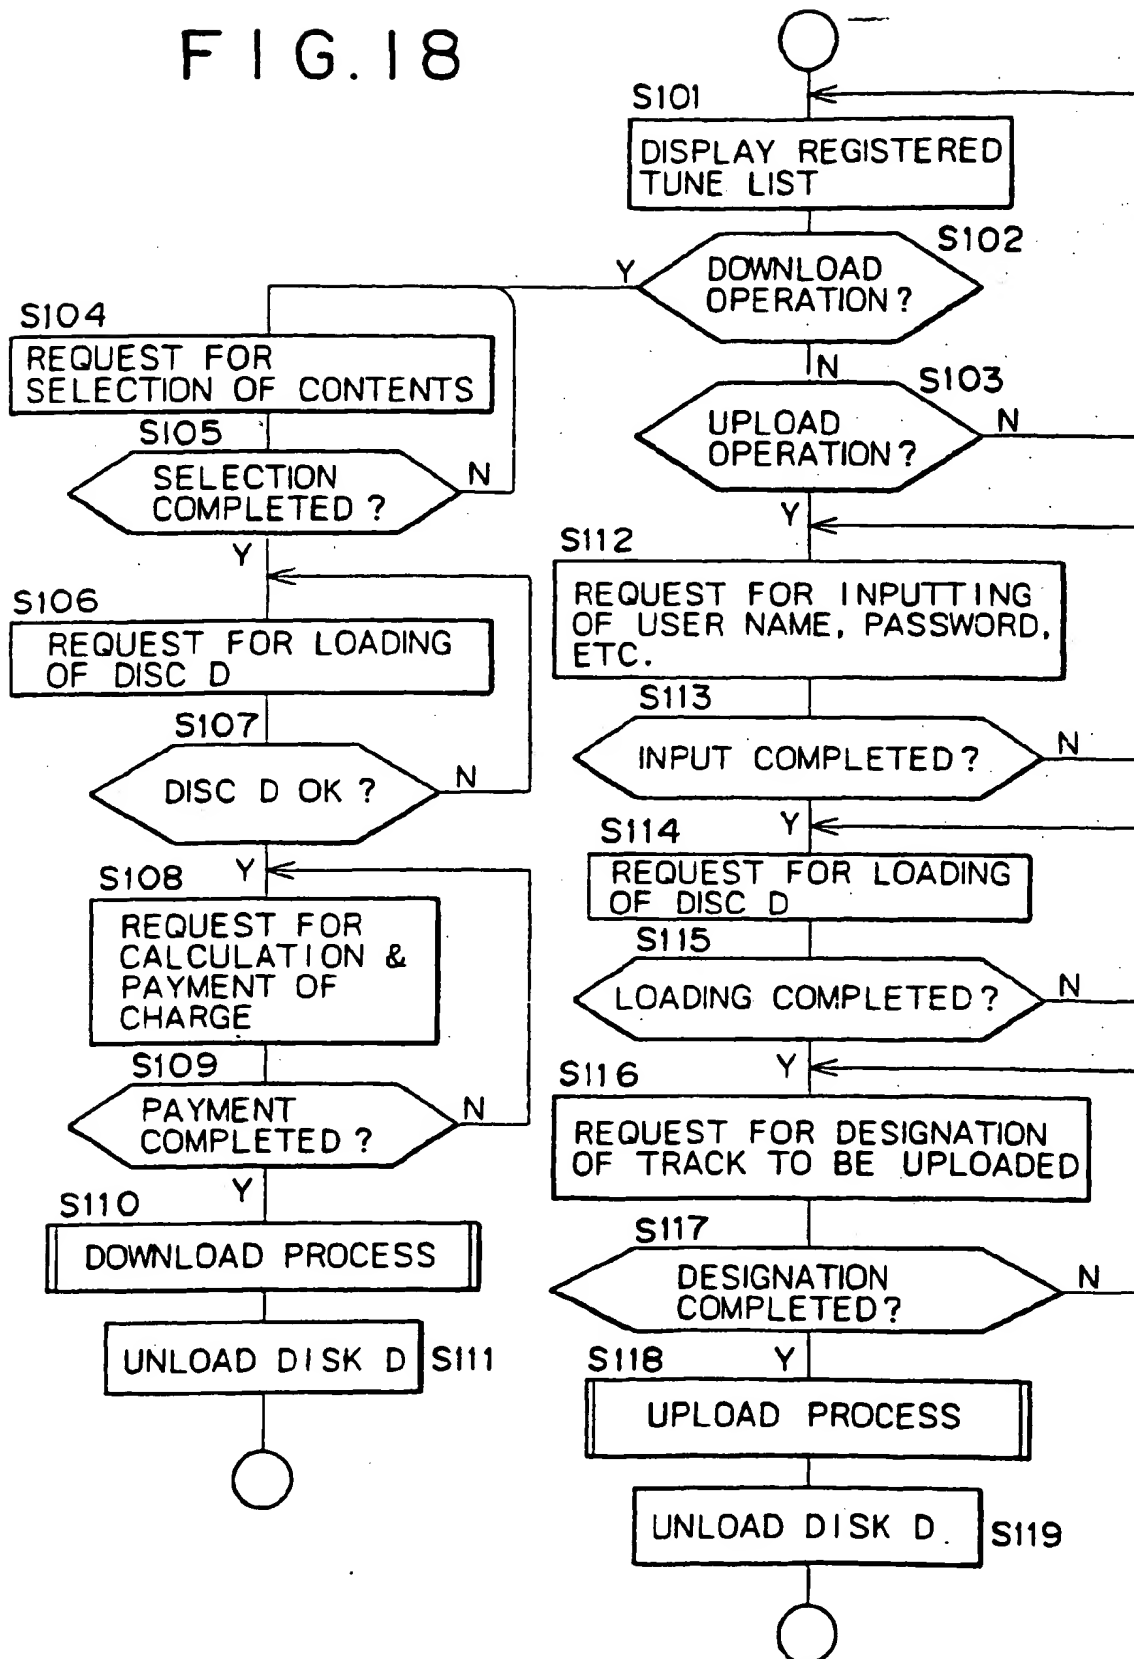 FIG.18
S101
DISPLAY REGISTERED
TUNE LIST
S102
DOWNLOAD
OPERATION?
Y
N
S103
UPLOAD
OPERATION?
N
Y
S104
REQUEST FOR
SELECTION OF CONTENTS
S105
SELECTION
COMPLETED?
N
Y
S106
REQUEST FOR LOADING
OF DISC D
S107
DISC D OK?
N
Y
S108
REQUEST FOR
CALCULATION &
PAYMENT OF
CHARGE
S109
PAYMENT
COMPLETED?
N
Y
S110
DOWNLOAD PROCESS
UNLOAD DISK D
S111
S112
REQUEST FOR INPUTTING
OF USER NAME, PASSWORD,
ETC.
S113
INPUT COMPLETED?
N
Y
S114
REQUEST FOR LOADING
OF DISC D
S115
LOADING COMPLETED?
N
Y
S116
REQUEST FOR DESIGNATION
OF TRACK TO BE UPLOADED
S117
DESIGNATION
COMPLETED?
N
Y
S118
UPLOAD PROCESS
UNLOAD DISK D
S119